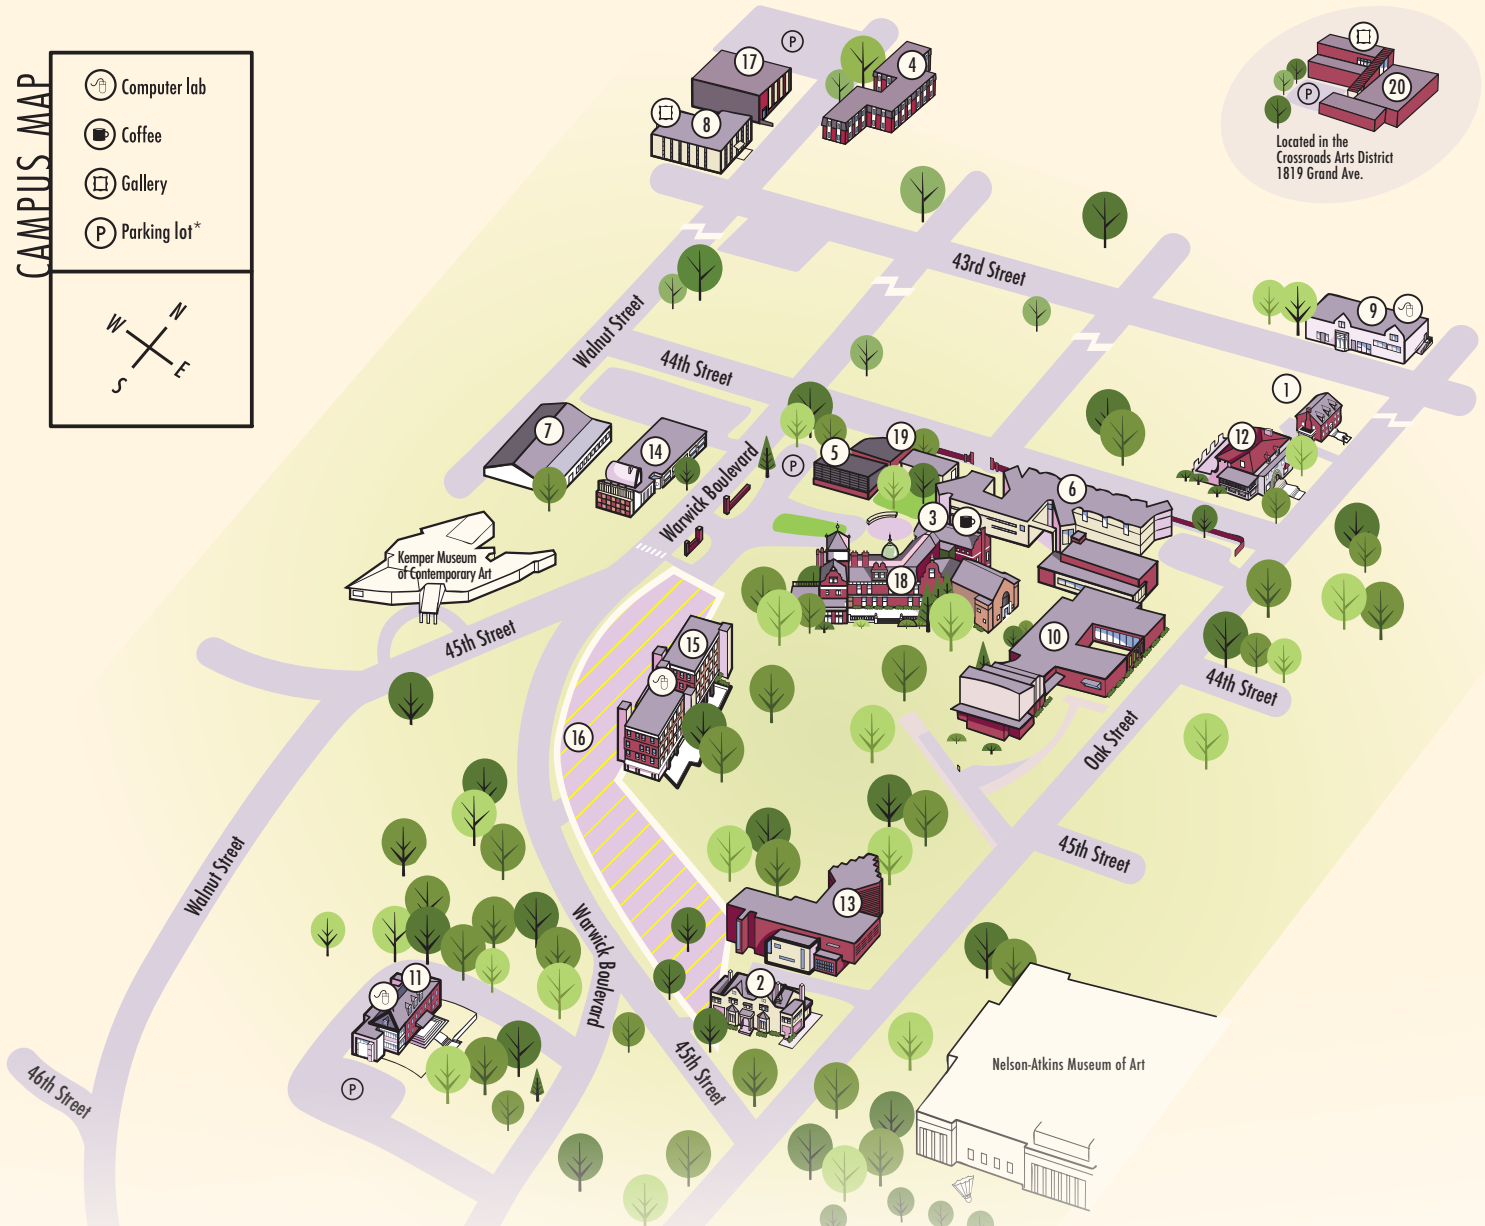 CAMPUS MAP
Computer lab
Coffee
Gallery
P
Parking lot*
N
W
E
S
P
17
4
8
20
P
Located in the
Crossroads Arts District
1819 Grand Ave.
43rd Street
Walnut Street
44th Street
9
1
12
7
14
5
19
P
6
Warwick Boulevard
3
18
Kemper Museum
of Contemporary Art
45th Street
15
10
44th Street
16
Oak Street
45th Street
Walnut Street
13
Warwick Boulevard
11
2
P
46th Street
45th Street
Nelson-Atkins Museum of Art